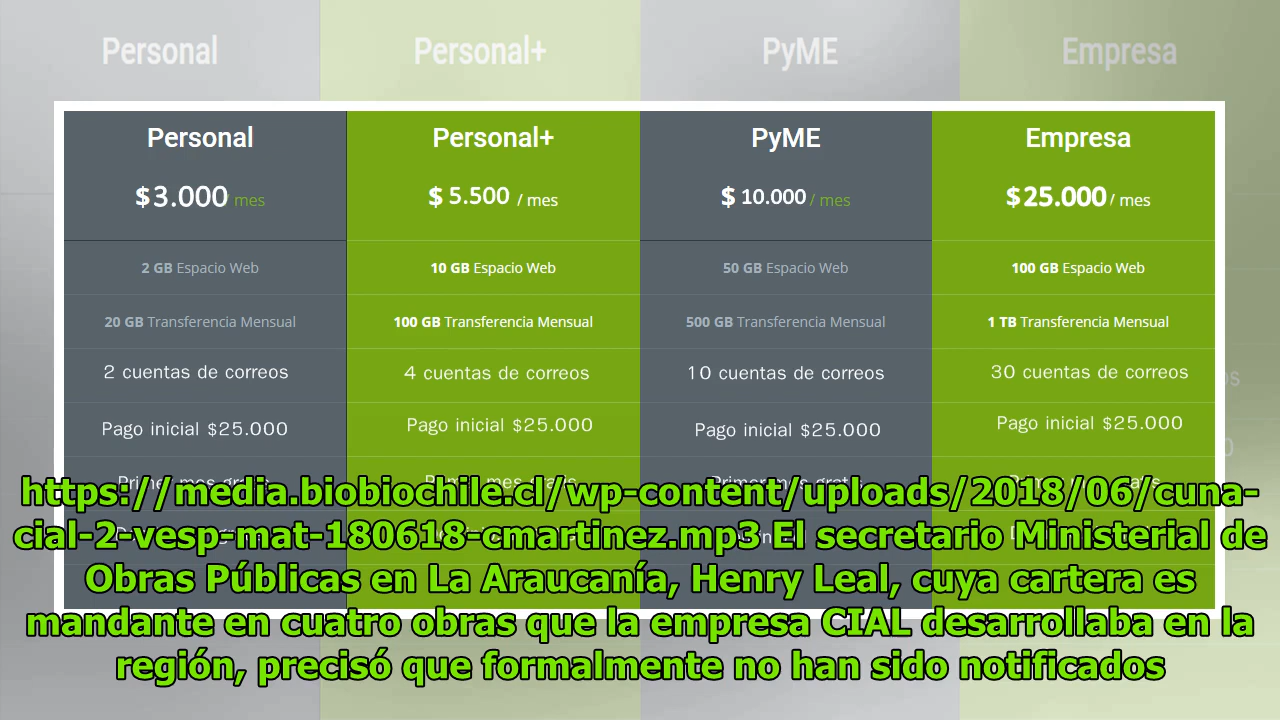 Personal Personal+ PyME Empresa
Personal Personal+ PyME Empresa
$3.000 / mes $ 5.500 / mes $ 10.000 / mes $25.000 / mes
2 GB Espacio Web 10 GB Espacio Web 50 GB Espacio Web 100 GB Espacio Web
20 GB Transferencia Mensual 100 GB Transferencia Mensual 500 GB Transferencia Mensual 1 TB Transferencia Mensual
2 cuentas de correos 4 cuentas de correos 10 cuentas de correos 30 cuentas de correos
Pago inicial $25.000 Pago inicial $25.000 Pago inicial $25.000 Pago inicial $25.000
https://media.biobiochile.cl/wp-content/uploads/2018/06/cuna-
cial-2-vesp-mat-180618-cmartinez.mp3 El secretario Ministerial de
Obras Públicas en La Araucanía, Henry Leal, cuya cartera es
mandante en cuatro obras que la empresa CIAL desarrollaba en la
región, precisó que formalmente no han sido notificados